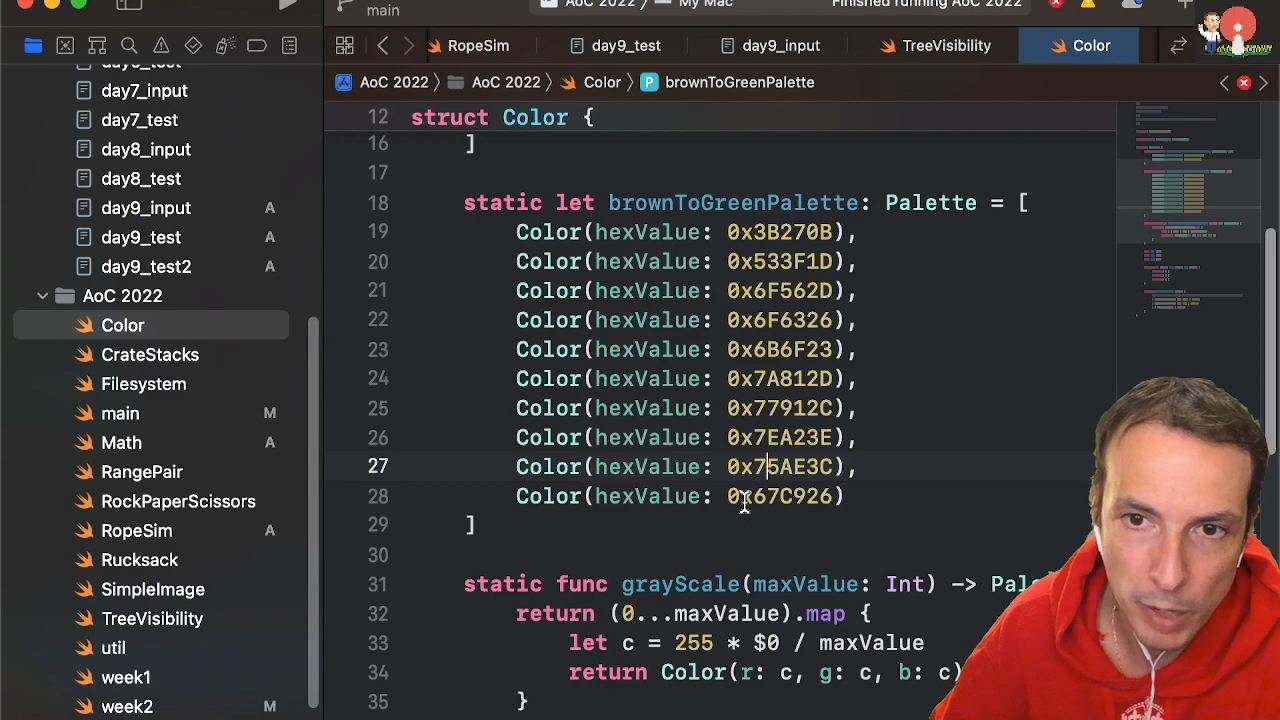 main
AoC 2022
My Mac
Finished running AoC 2022
RopeSim
day9_test
day9_input
TreeVisibility
Color
AoC 2022
AoC 2022
Color
brownToGreenPalette
day9_test
day7_input
day7_test
day8_input
day8_test
day9_input A
day9_test A
day9_test2 A
AoC 2022
Color
CrateStacks
Filesystem
main M
Math A
RangePair
RockPaperScissors
RopeSim A
Rucksack
SimpleImage
TreeVisibility
util
week1
week2 M
12 struct Color {
16 ]
17
18 static let brownToGreenPalette: Palette = [
19 Color(hexValue: 0x3B270B),
20 Color(hexValue: 0x533F1D),
21 Color(hexValue: 0x6F562D),
22 Color(hexValue: 0x6F6326),
23 Color(hexValue: 0x6B6F23),
24 Color(hexValue: 0x7A812D),
25 Color(hexValue: 0x77912C),
26 Color(hexValue: 0x7EA23E),
27 Color(hexValue: 0x75AE3C),
28 Color(hexValue: 0x67C926)
29 ]
30
31 static func grayScale(maxValue: Int) -> Pal
32 return (0...maxValue).map {
33 let c = 255 * $0 / maxValue
34 return Color(r: c, g: c, b: c)
35 }